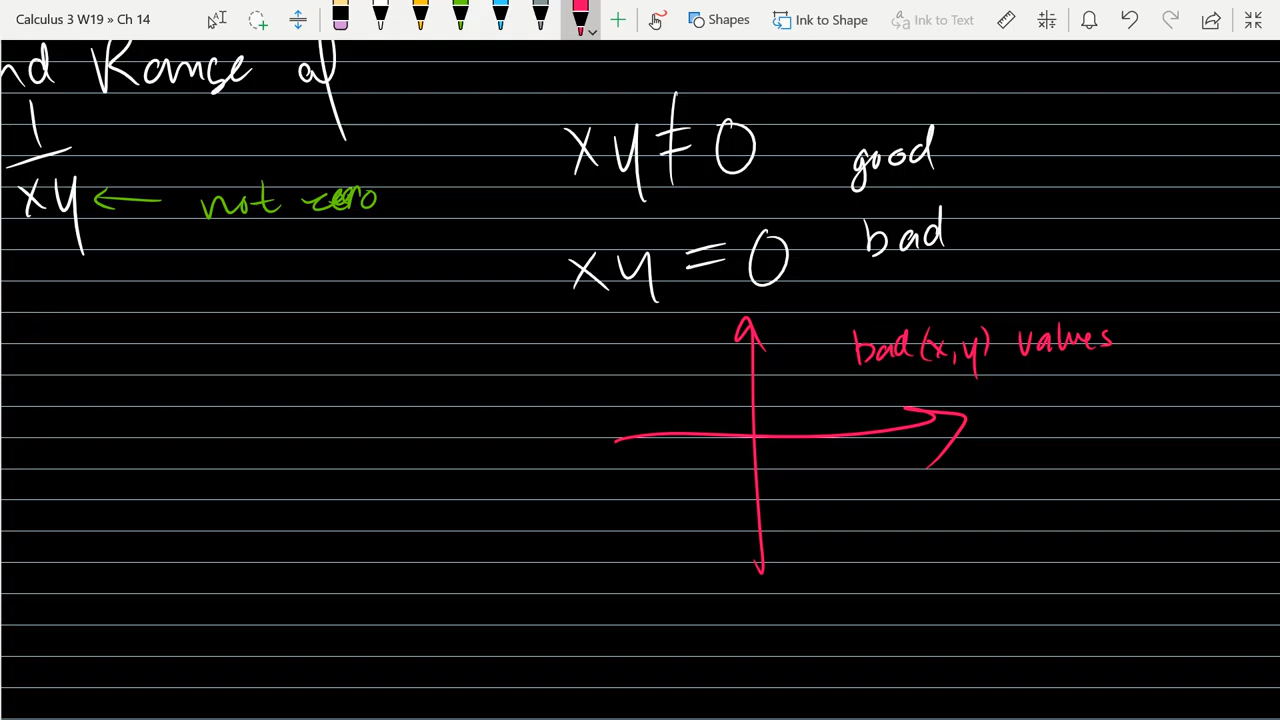 Calculus 3 W19 » Ch 14
Shapes
Ink to Shape
Ink to Text
nd Range of
1
xy ← not zero
xy ≠ 0 good
xy = 0 bad
bad (x,y) values